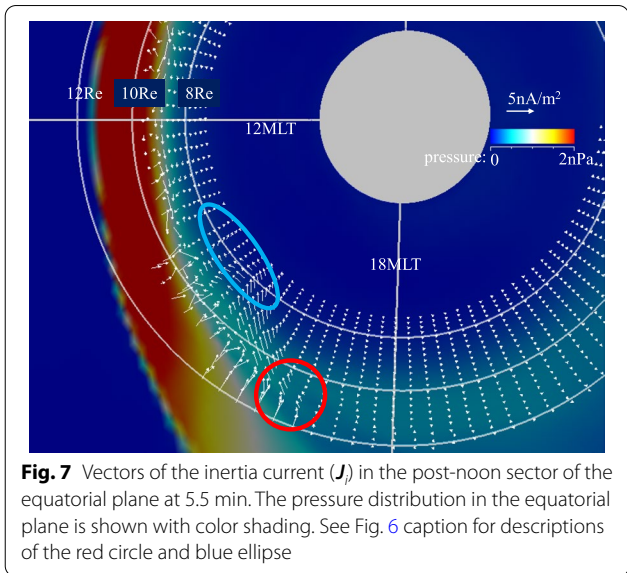 12Re 10Re 8Re
5nA/m²
12MLT
pressure: 0 2nPa
18MLT
Fig. 7 Vectors of the inertia current (Jᵢ) in the post-noon sector of the
equatorial plane at 5.5 min. The pressure distribution in the equatorial
plane is shown with color shading. See Fig. 6 caption for descriptions
of the red circle and blue ellipse